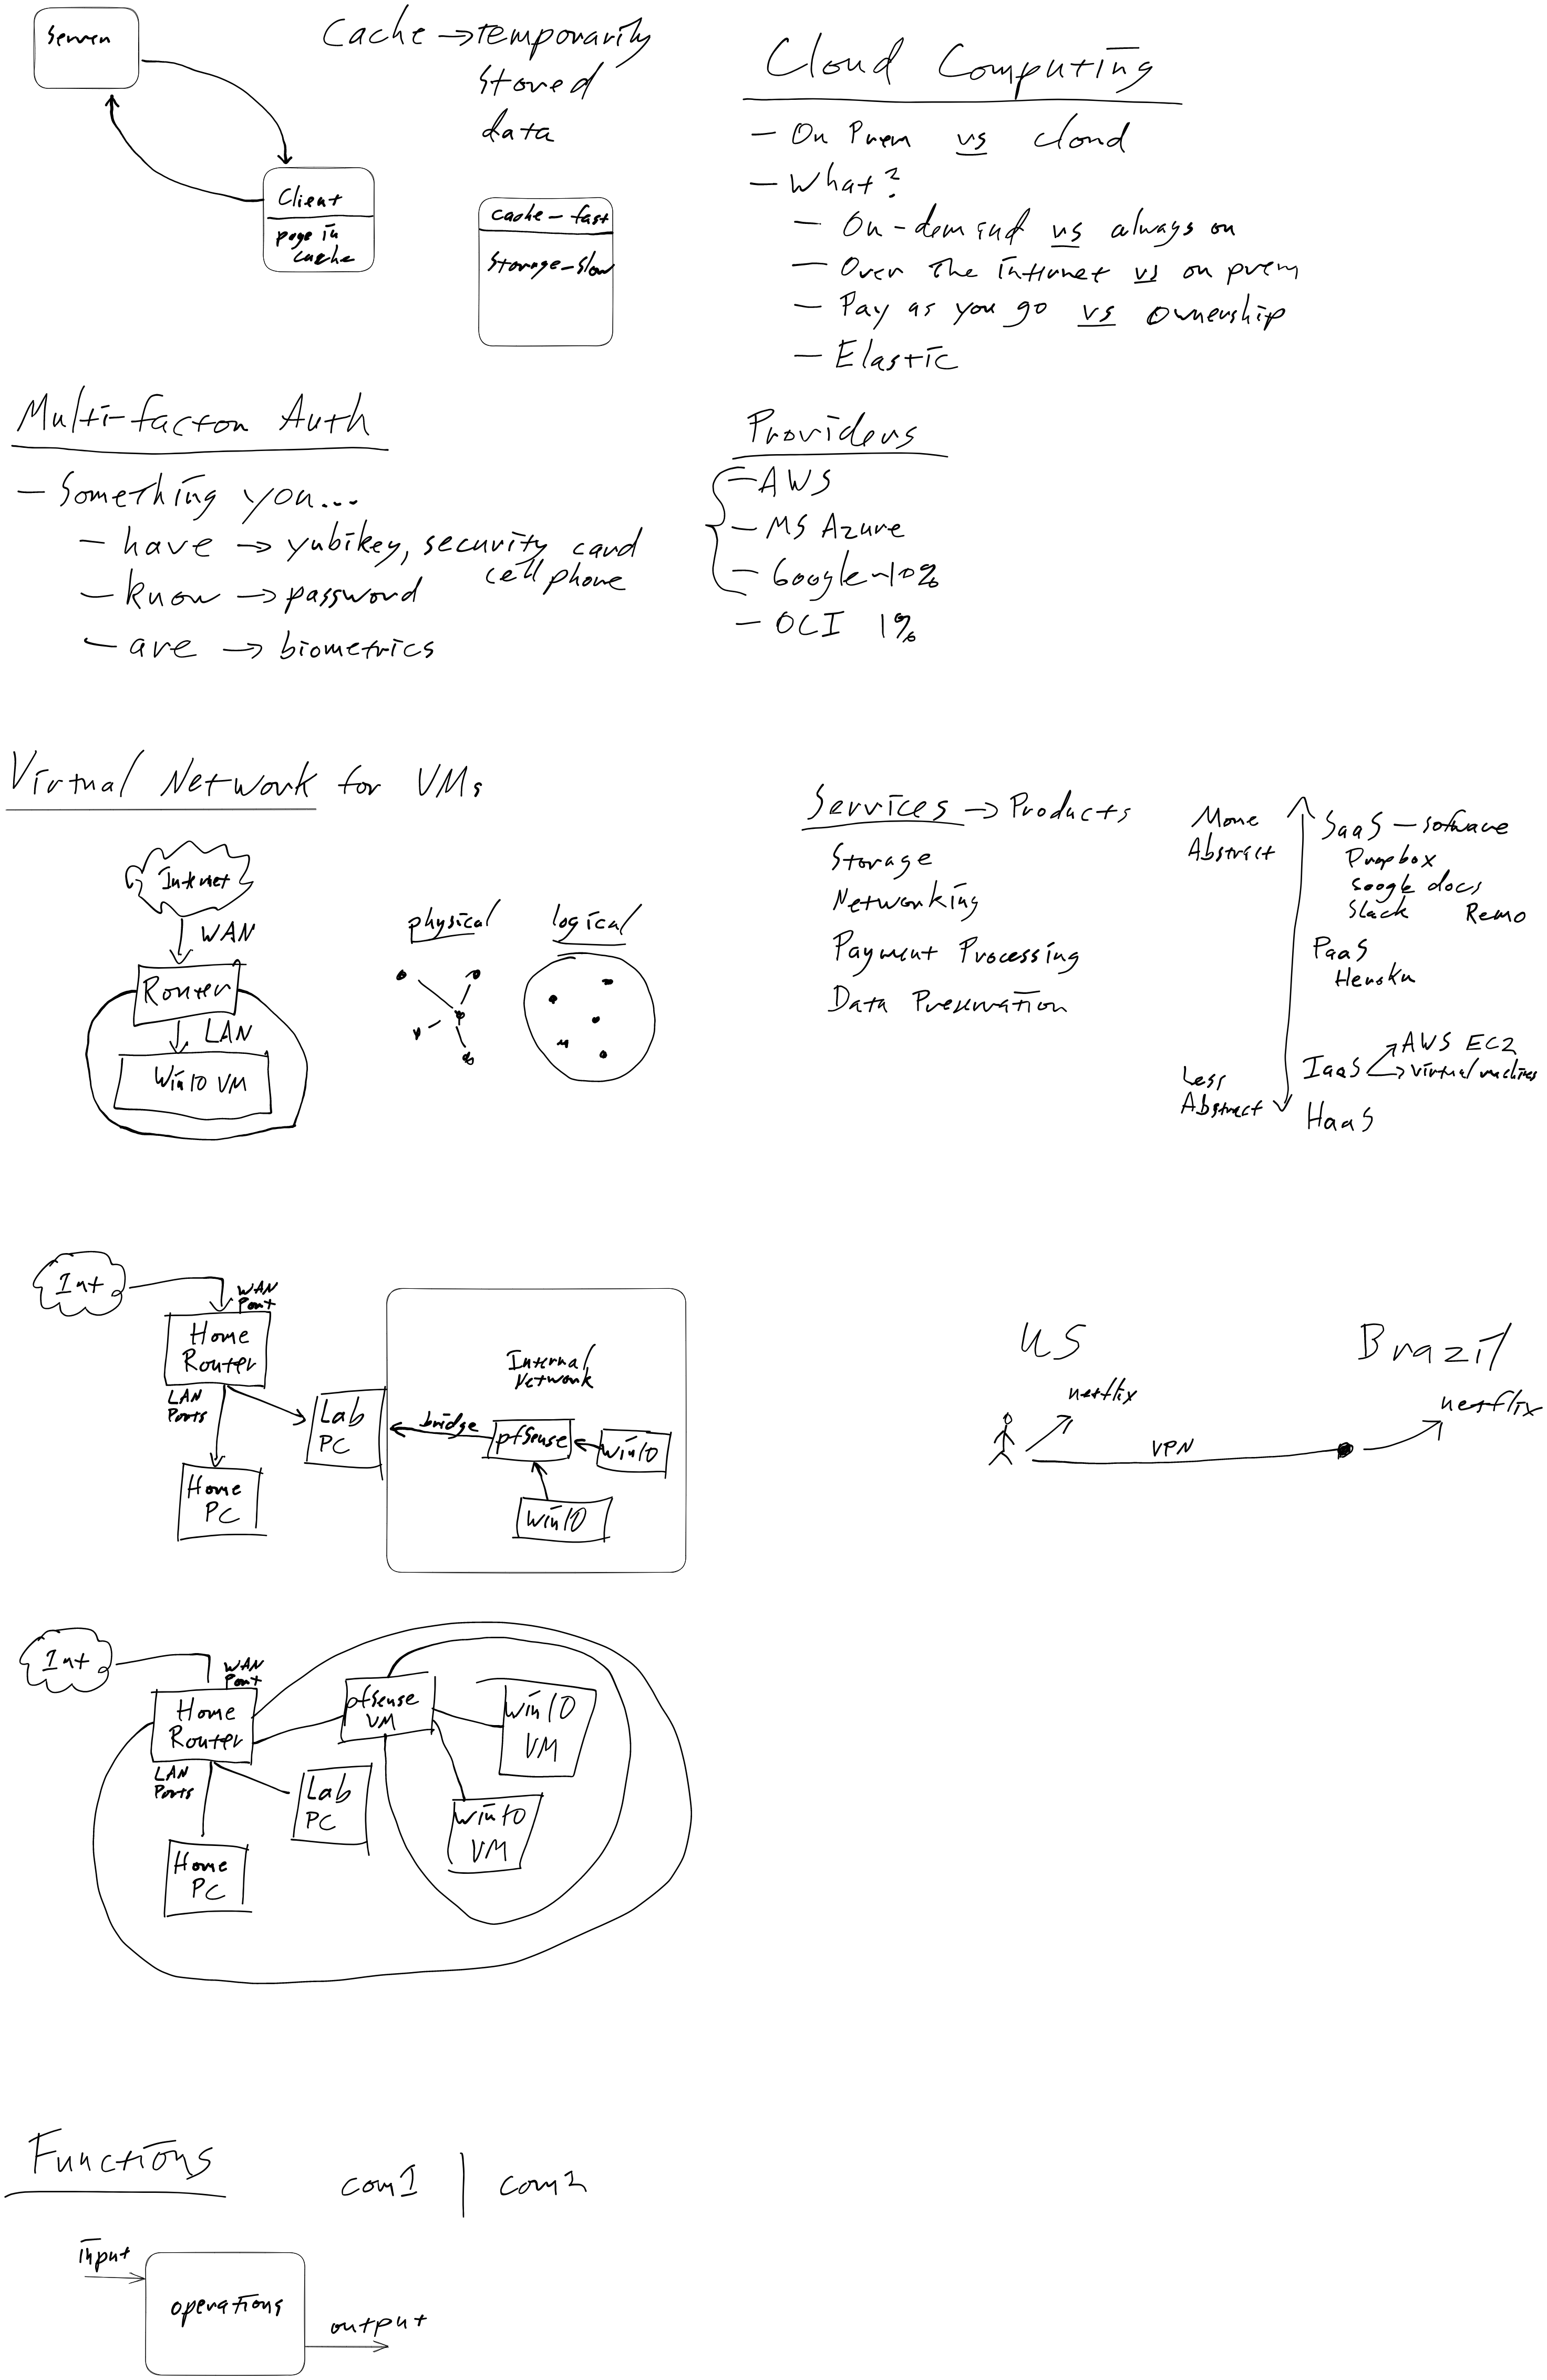 Server
Client
page in
cache
Cache → temporarily
stored
data
cache - fast
Storage - slow
Cloud Computing
- On Prem vs cloud
- What?
- On-demand vs always on
- Over the internet vs on prem
- Pay as you go vs ownership
- Elastic
Multi-factor Auth
- Something you...
- have → yubikey, security card
cell phone
- know → password
- are → biometrics
Providers
- AWS
- MS Azure
- Google ~10%
- OCI 1%
Virtual Network for VMs
Internet
WAN
Router
LAN
Win10 VM
physical
logical
Services → Products
Storage
Networking
Payment Processing
Data Preservation
More
Abstract
SaaS - software
Dropbox
Google docs
Slack Remo
PaaS
Heroku
IaaS → AWS EC2
→ virtual machines
Less
Abstract
HaaS
Int
WAN
Port
Home
Router
LAN
Ports
Lab
PC
Home
PC
Internal
Network
bridge
pfSense
win10
win10
US
Brazil
netflix
netflix
VPN
Int
WAN
Port
Home
Router
LAN
Ports
pfSense
VM
win10
VM
Lab
PC
win10
VM
Home
PC
Functions
com1 | com2
input
operations
output